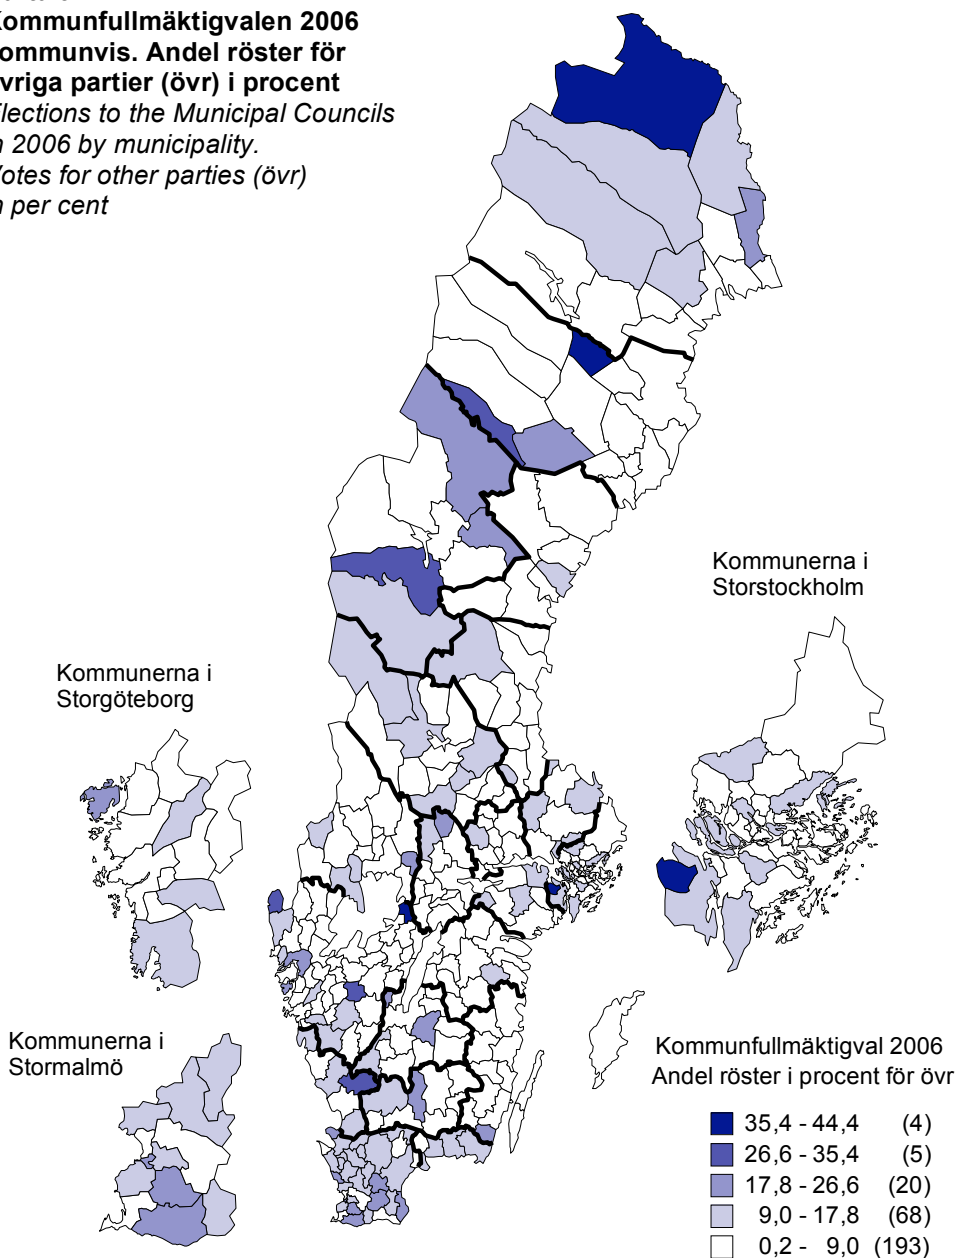 Kommunfullmäktigvalen 2006
kommunvis. Andel röster för
övriga partier (övr) i procent
Elections to the Municipal Councils
in 2006 by municipality.
Votes for other parties (övr)
in per cent
Kommunerna i
Storstockholm
Kommunerna i
Storgöteborg
Kommunerna i
Stormalmö
Kommunfullmäktigval 2006
Andel röster i procent för övr
35,4 - 44,4 (4)
26,6 - 35,4 (5)
17,8 - 26,6 (20)
9,0 - 17,8 (68)
0,2 - 9,0 (193)